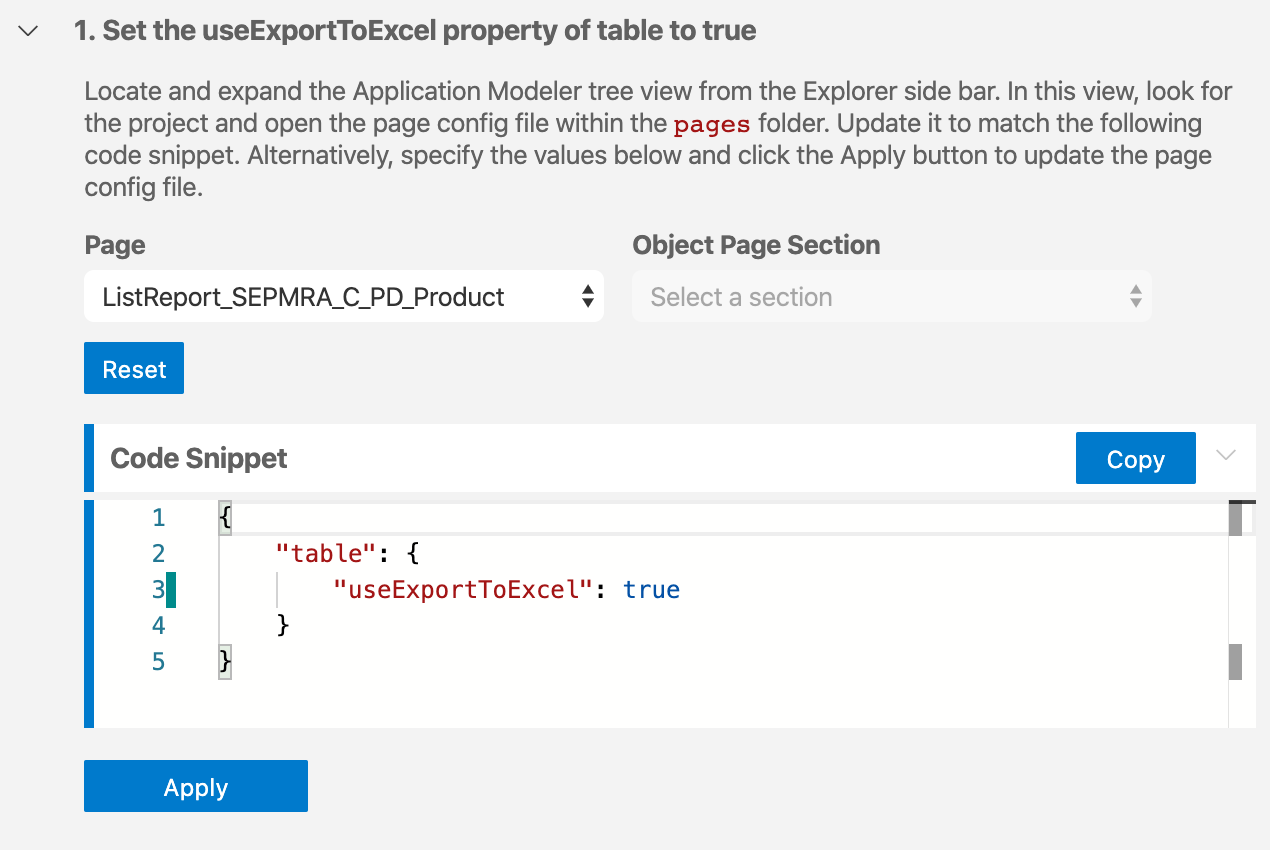 1. Set the useExportToExcel property of table to true
Locate and expand the Application Modeler tree view from the Explorer side bar. In this view, look for
the project and open the page config file within the pages folder. Update it to match the following
code snippet. Alternatively, specify the values below and click the Apply button to update the page
config file.
Page
Object Page Section
ListReport_SEPMRA_C_PD_Product
Select a section
Reset
Code Snippet
Copy
1 {
2 "table": {
3 "useExportToExcel": true
4 }
5 }
Apply